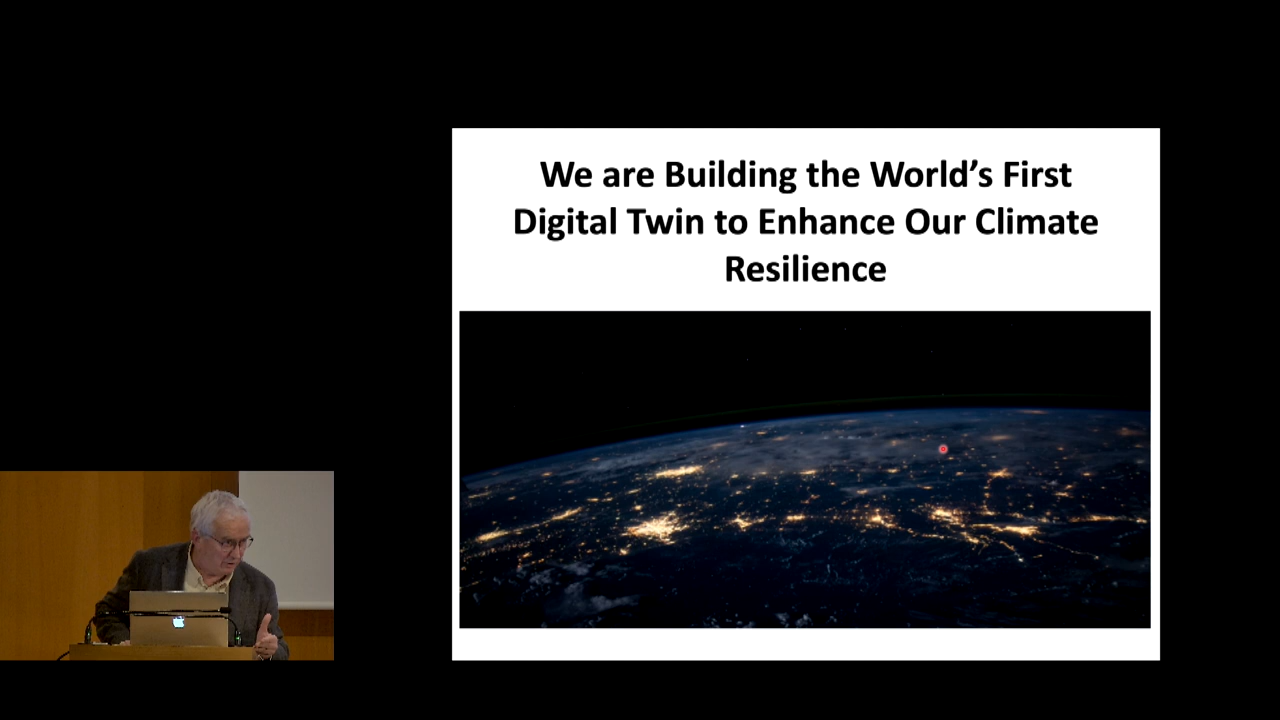 We are Building the World’s First
Digital Twin to Enhance Our Climate
Resilience